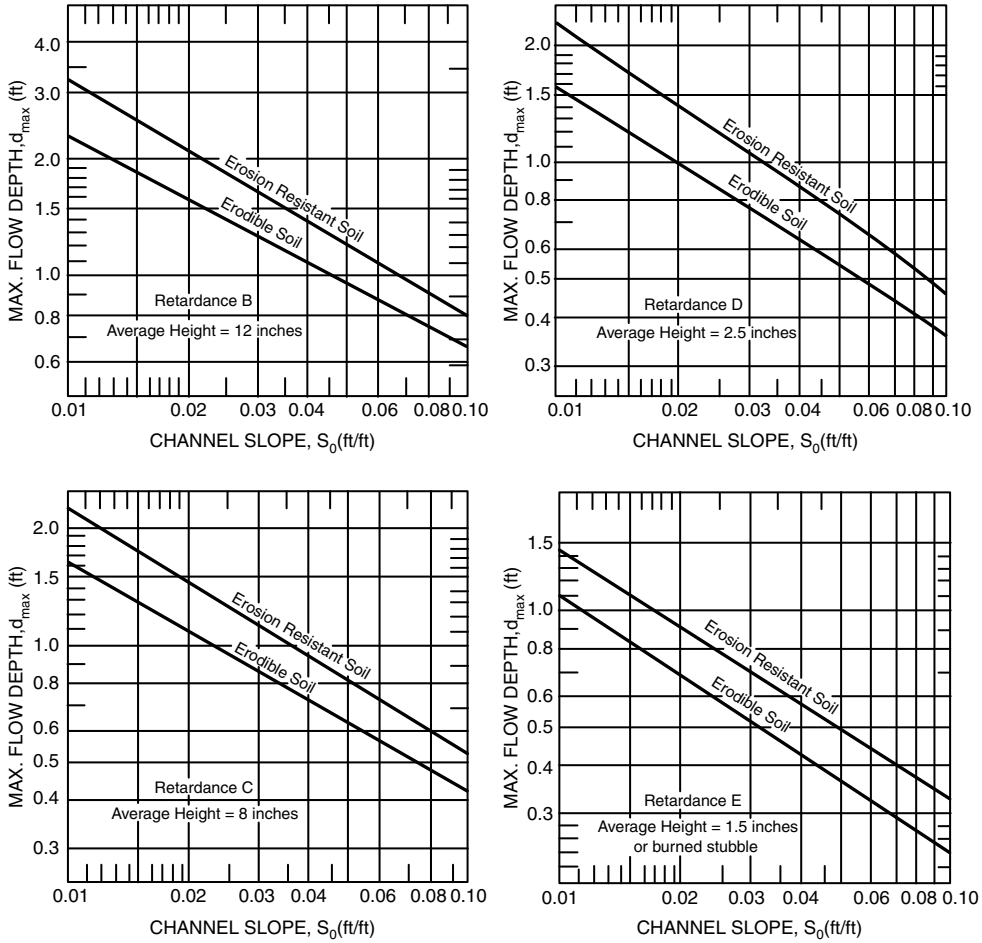 MAX. FLOW DEPTH,dmax (ft)
4.0
3.0
2.0
1.5
1.0
0.8
0.6
Erosion Resistant Soil
Erodible Soil
Retardance B
Average Height = 12 inches
0.01 0.02 0.03 0.04 0.06 0.08 0.10
CHANNEL SLOPE, S0(ft/ft)
MAX. FLOW DEPTH,dmax (ft)
2.0
1.5
1.0
0.8
0.6
0.5
0.4
0.3
Erosion Resistant Soil
Erodible Soil
Retardance D
Average Height = 2.5 inches
0.01 0.02 0.03 0.04 0.06 0.08 0.10
CHANNEL SLOPE, S0(ft/ft)
MAX. FLOW DEPTH,dmax (ft)
2.0
1.5
1.0
0.8
0.6
0.5
0.4
0.3
Erosion Resistant Soil
Erodible Soil
Retardance C
Average Height = 8 inches
0.01 0.02 0.03 0.04 0.06 0.08 0.10
CHANNEL SLOPE, S0(ft/ft)
MAX. FLOW DEPTH,dmax (ft)
1.5
1.0
0.8
0.6
0.5
0.4
0.3
Erosion Resistant Soil
Erodible Soil
Retardance E
Average Height = 1.5 inches
or burned stubble
0.01 0.02 0.03 0.04 0.06 0.08 0.10
CHANNEL SLOPE, S0(ft/ft)